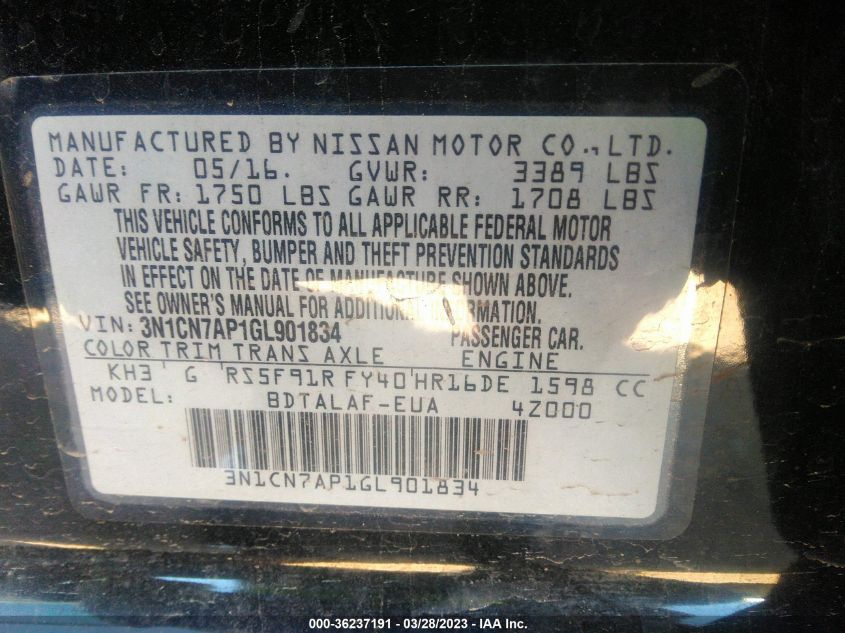 MANUFACTURED BY NISSAN MOTOR CO., LTD.
DATE: 05/16. GVWR: 3389 LBS
GAWR FR: 1750 LBS GAWR RR: 1708 LBS
THIS VEHICLE CONFORMS TO ALL APPLICABLE FEDERAL MOTOR
VEHICLE SAFETY, BUMPER AND THEFT PREVENTION STANDARDS
IN EFFECT ON THE DATE OF MANUFACTURE SHOWN ABOVE.
SEE OWNER'S MANUAL FOR ADDITIONAL INFORMATION.
VIN: 3N1CN7AP1GL901834 PASSENGER CAR.
COLOR TRIM TRANS AXLE ENGINE
KH3 G RS5F91R FY40 HR16DE 1598 CC
MODEL: BDTALAF-EUA 4Z000
3N1CN7AP1GL901834
000-36237191 — 03/28/2023 — IAA Inc.